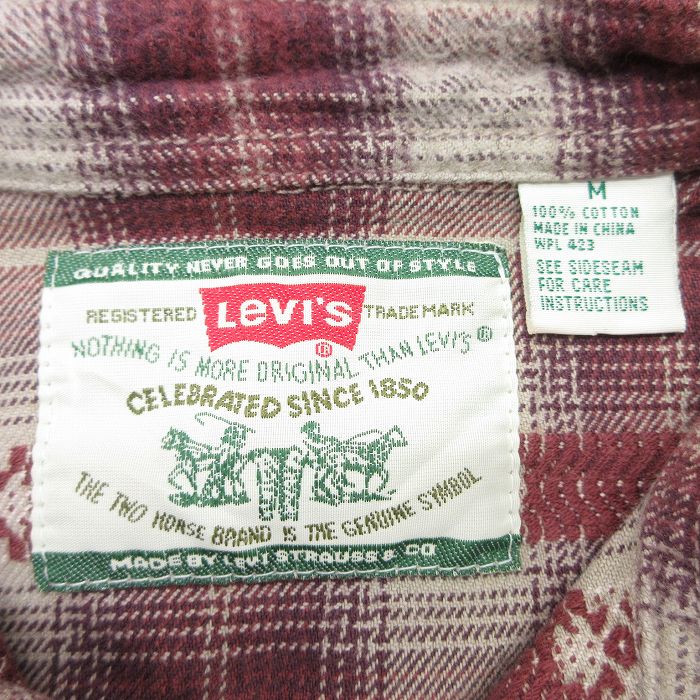 QUALITY NEVER GOES OUT OF STYLE
REGISTERED Levi's ® TRADEMARK
NOTHING IS MORE ORIGINAL THAN LEVI'S ®
CELEBRATED SINCE 1850
THE TWO HORSE BRAND IS THE GENUINE SYMBOL
MADE BY LEVI STRAUSS & CO
M
100% COTTON
MADE IN CHINA
WPL 423
SEE SIDESEAM
FOR CARE
INSTRUCTIONS